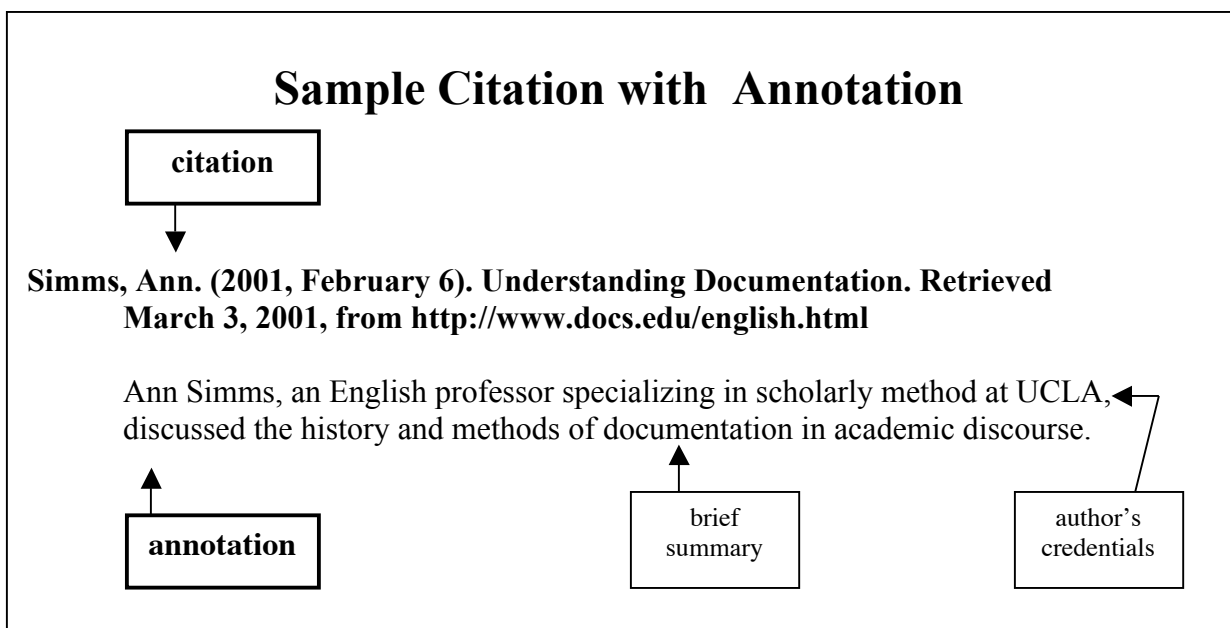 Sample Citation with  Annotation
citation
Simms, Ann. (2001, February 6). Understanding Documentation. Retrieved
March 3, 2001, from http://www.docs.edu/english.html
Ann Simms, an English professor specializing in scholarly method at UCLA,
discussed the history and methods of documentation in academic discourse.
annotation
brief
summary
author’s
credentials